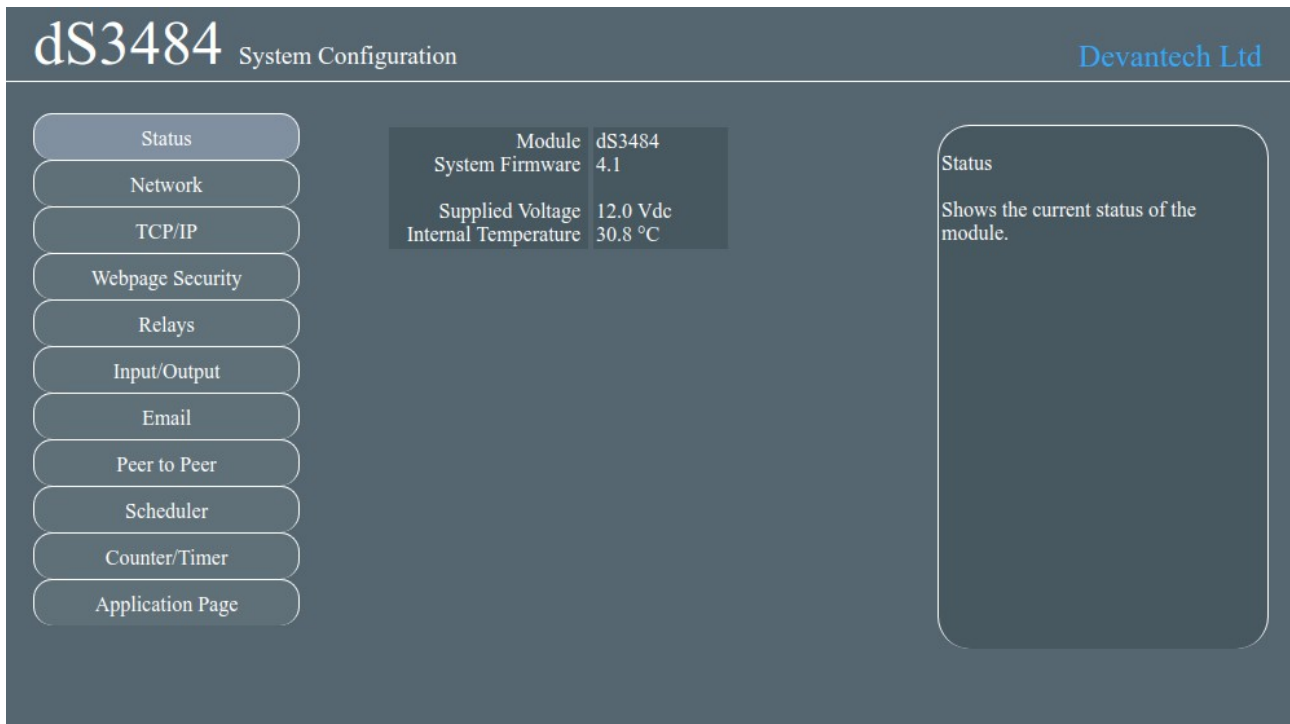 dS3484 System Configuration
Devantech Ltd
Status
Network
TCP/IP
Webpage Security
Relays
Input/Output
Email
Peer to Peer
Scheduler
Counter/Timer
Application Page
Module dS3484
System Firmware 4.1
Supplied Voltage 12.0 Vdc
Internal Temperature 30.8 °C
Status
Shows the current status of the
module.